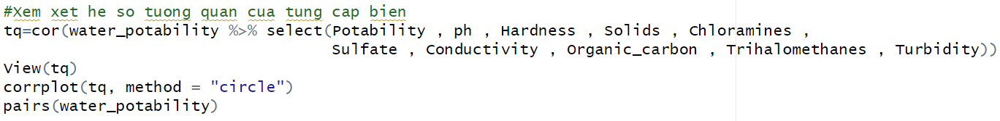 #Xem xet he so tuong quan cua tung cap bien
tq=cor(water_potability %>% select(Potability , ph , Hardness , Solids , Chloramines ,
Sulfate , Conductivity , Organic_carbon , Trihalomethanes , Turbidity))
View(tq)
corrplot(tq, method = "circle")
pairs(water_potability)